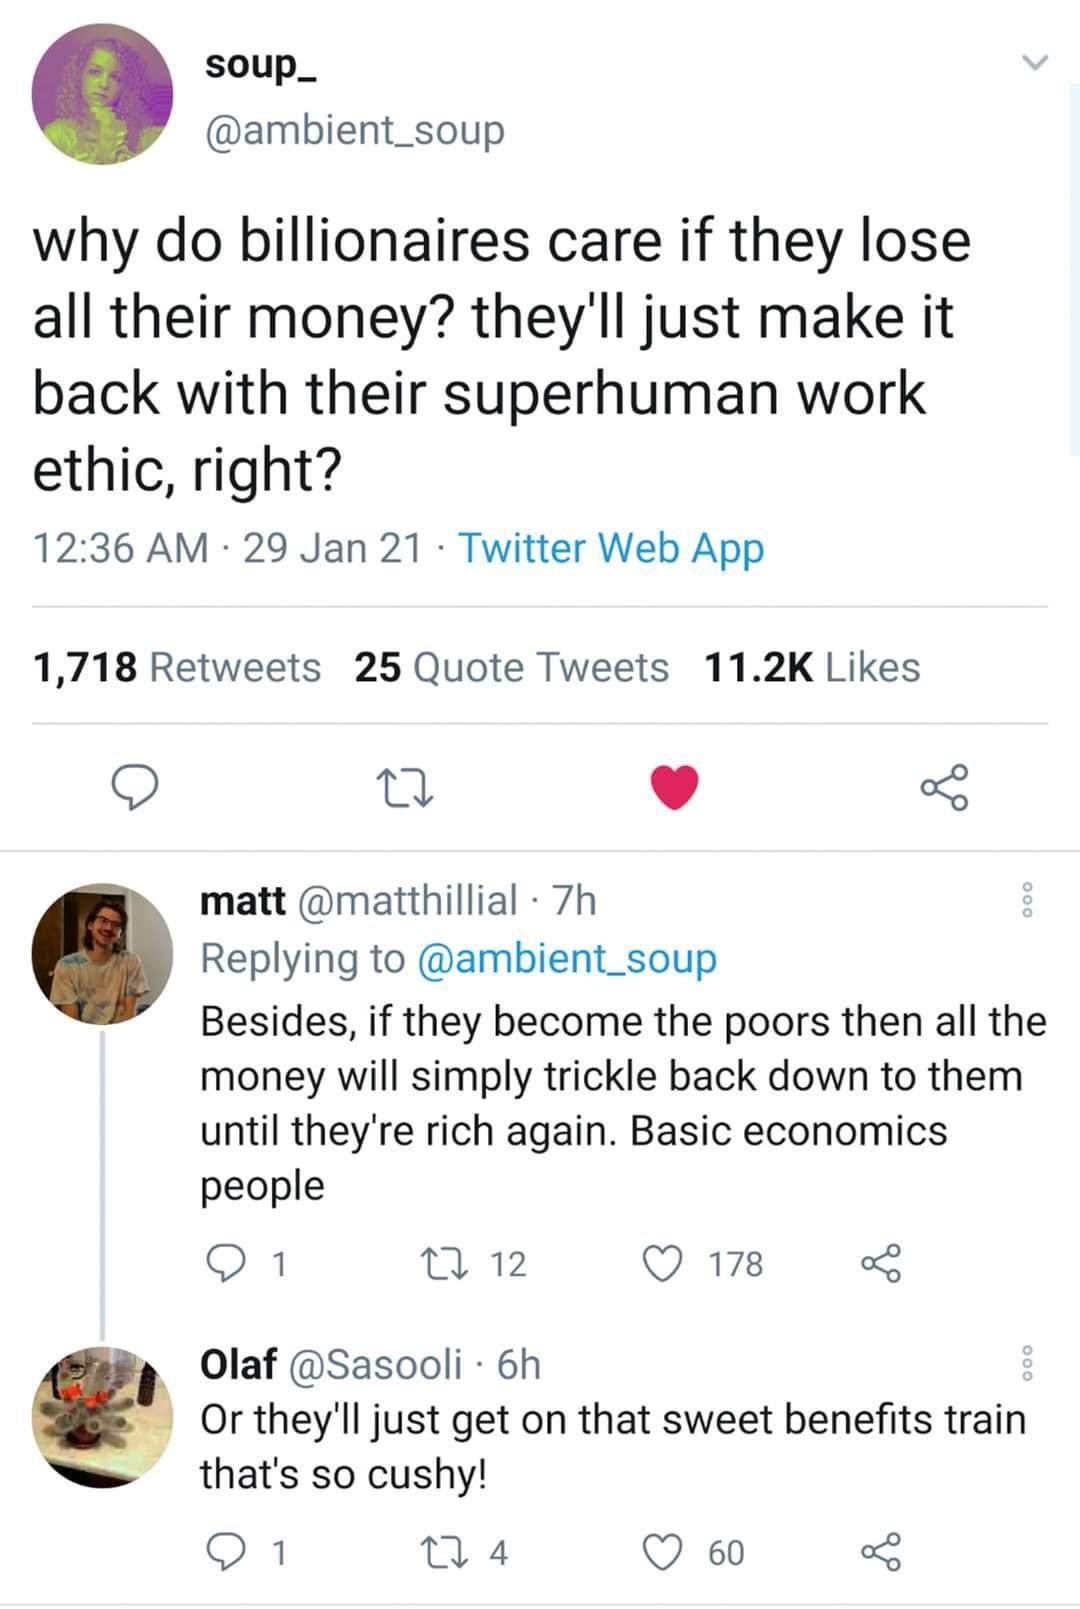 soup_
@ambient_soup
why do billionaires care if they lose
all their money? they'll just make it
back with their superhuman work
ethic, right?
12:36 AM · 29 Jan 21 · Twitter Web App
1,718 Retweets 25 Quote Tweets 11.2K Likes
matt @matthillial · 7h
Replying to @ambient_soup
Besides, if they become the poors then all the
money will simply trickle back down to them
until they're rich again. Basic economics
people
1 12 178
Olaf @Sasooli · 6h
Or they'll just get on that sweet benefits train
that's so cushy!
1 4 60